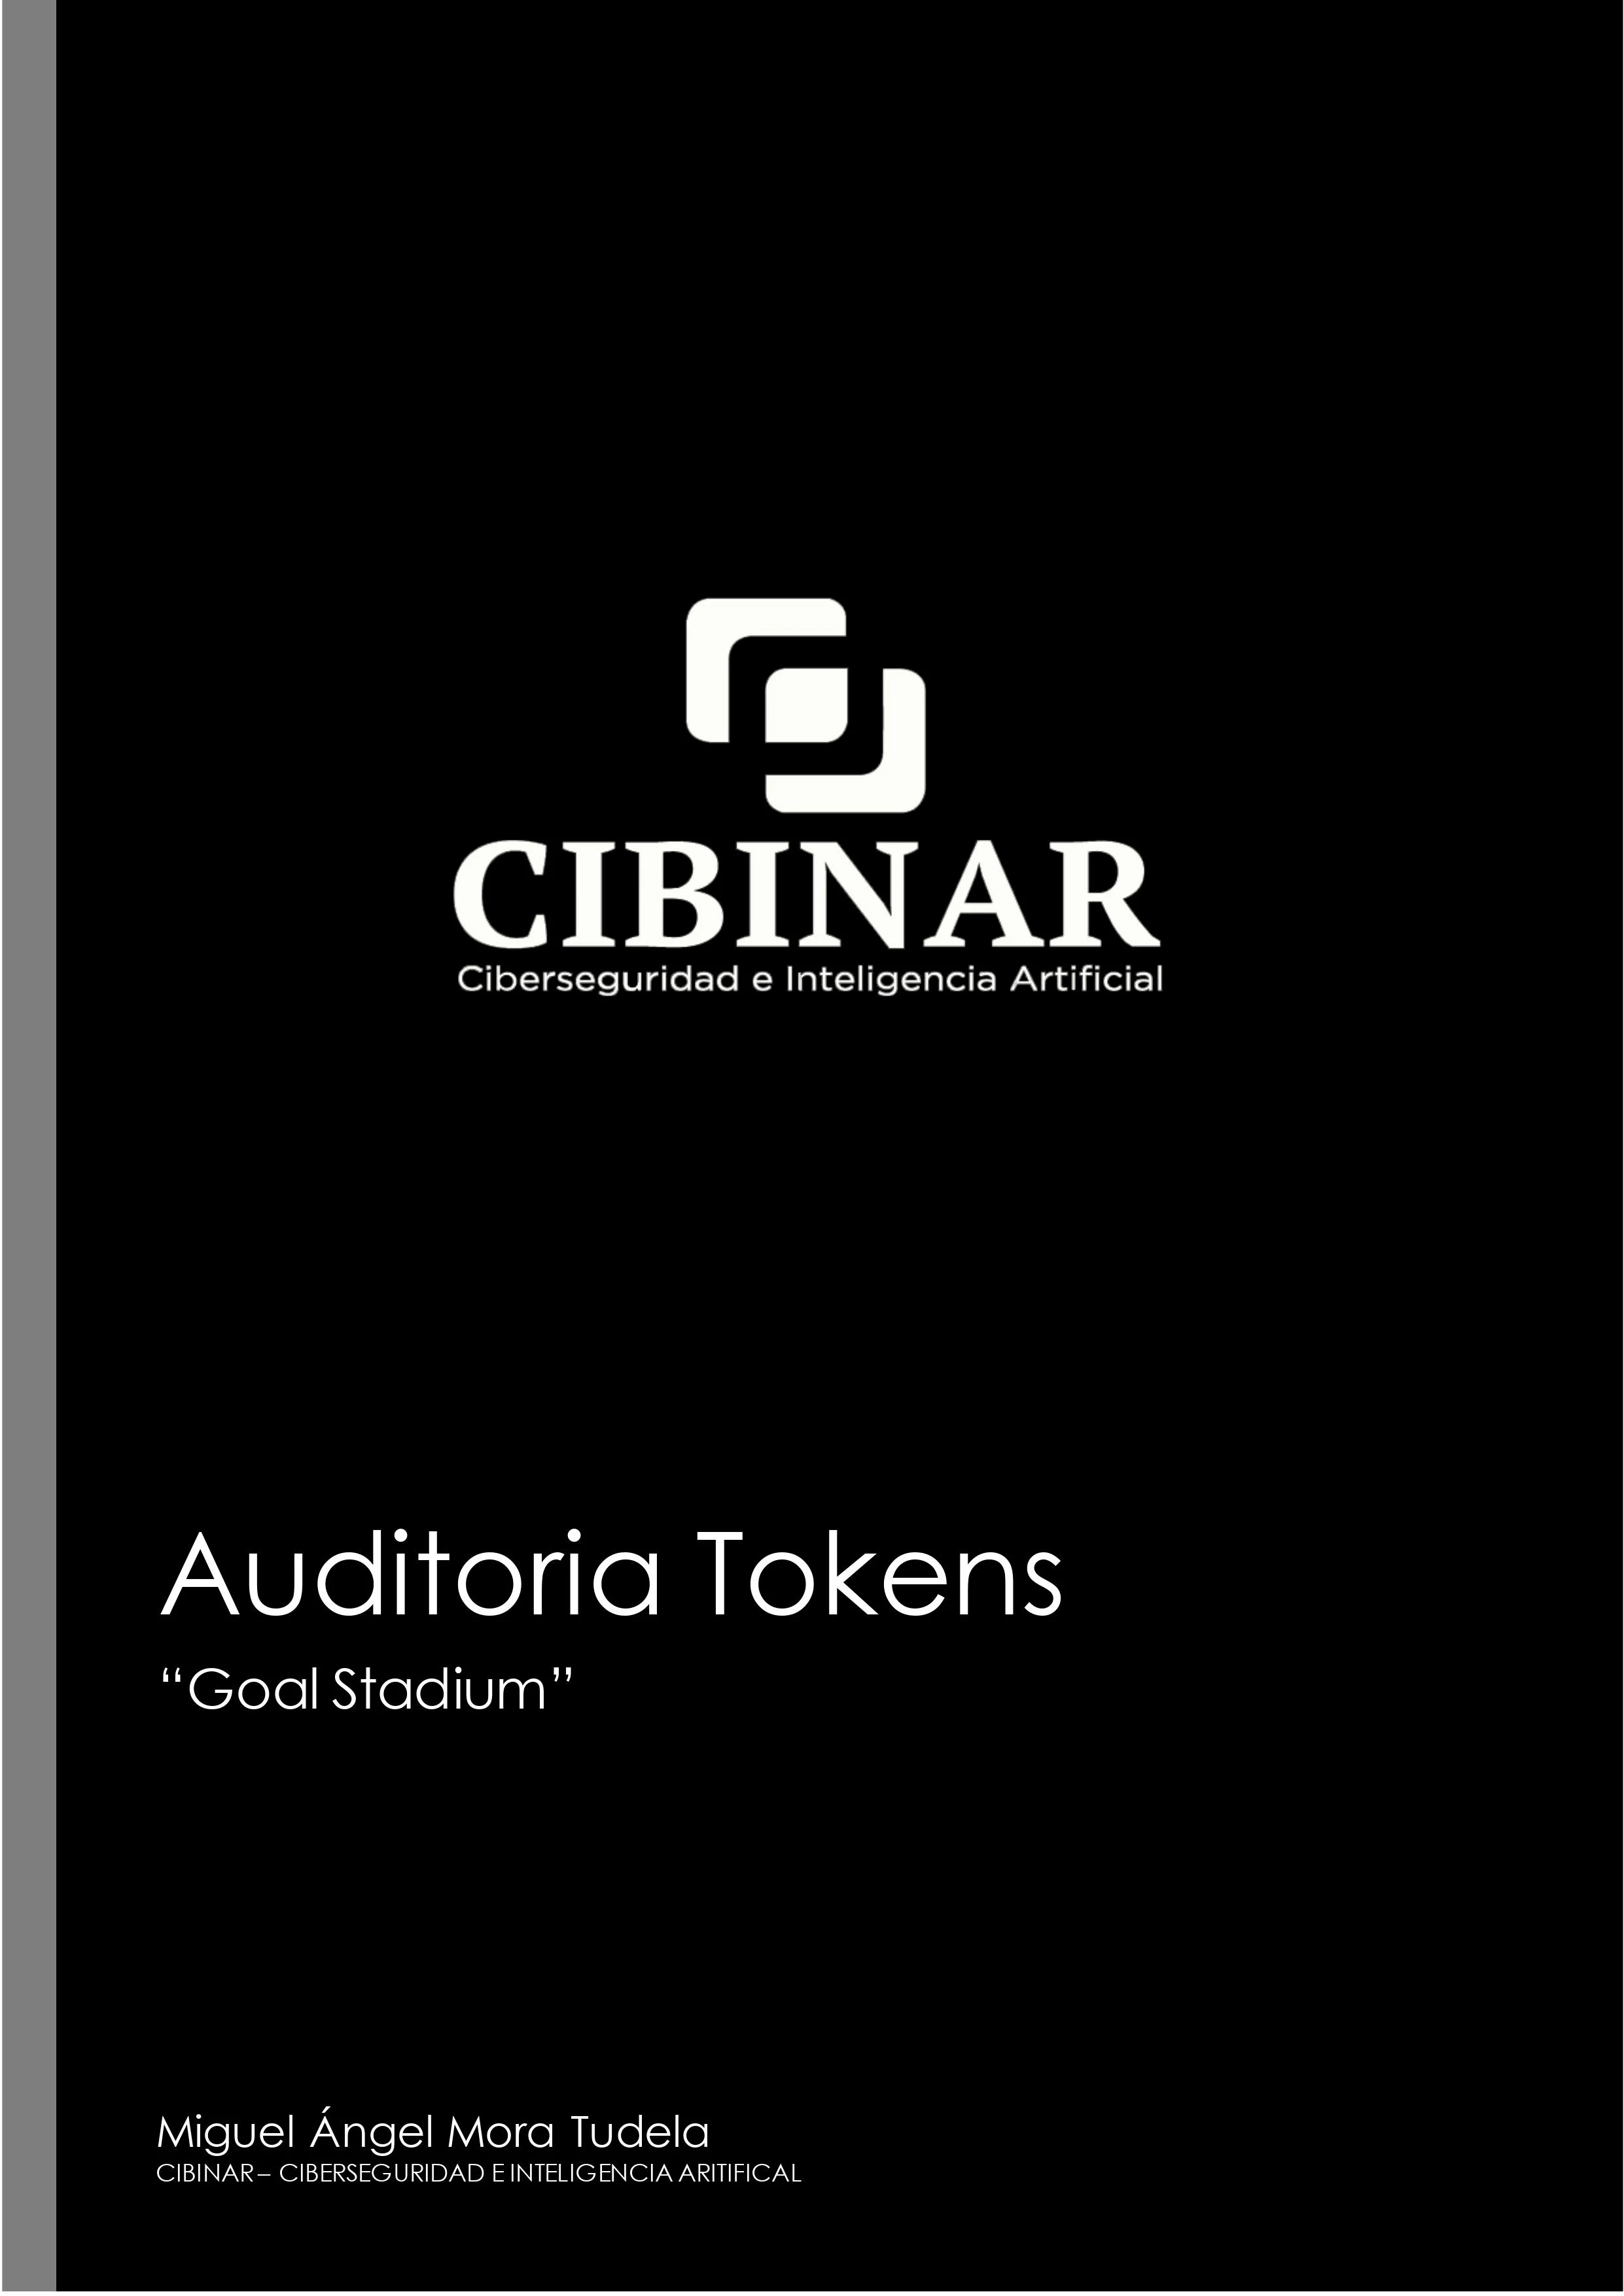 CIBINAR
Ciberseguridad e Inteligencia Artificial
Auditoria Tokens
“Goal Stadium”
Miguel Ángel Mora Tudela
CIBINAR – CIBERSEGURIDAD E INTELIGENCIA ARITIFICAL